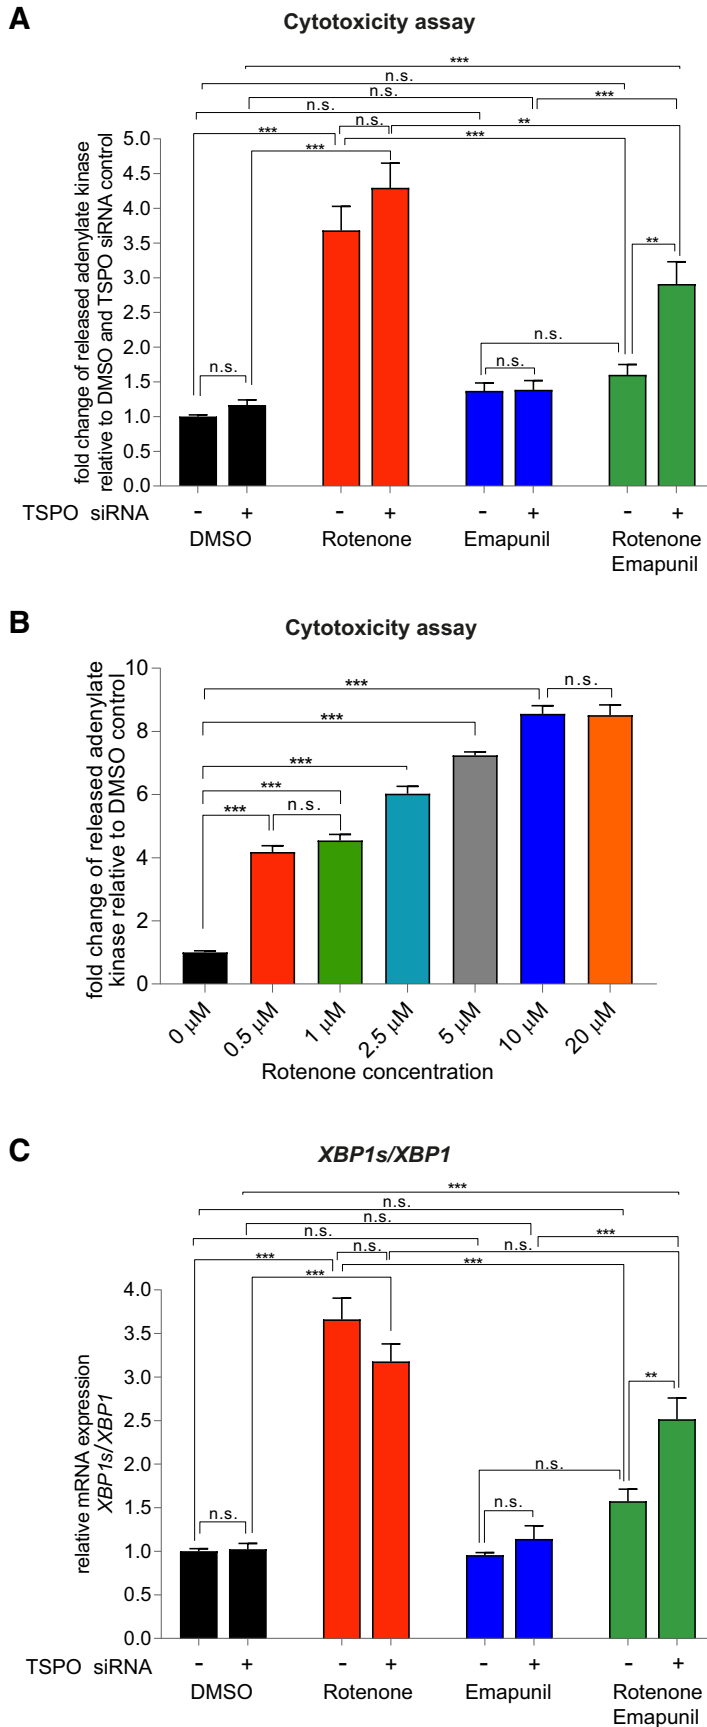 A
Cytotoxicity assay
***
n.s.
n.s.
***
n.s.
n.s.
**
***
***
***
fold change of released adenylate kinase
relative to DMSO and TSPO siRNA control
5.0
4.5
4.0
3.5
3.0
2.5
2.0
1.5
1.0
0.5
0.0
**
n.s.
n.s.
n.s.
TSPO siRNA
- + - + - + - +
DMSO Rotenone Emapunil Rotenone
Emapunil
B
Cytotoxicity assay
fold change of released adenylate
kinase relative to DMSO control
10
8
6
4
2
0
n.s.
***
***
***
***
*** n.s.
0 µM 0.5 µM 1 µM 2.5 µM 5 µM 10 µM 20 µM
Rotenone concentration
C
XBP1s/XBP1
***
n.s.
n.s.
n.s.
***
*** n.s. n.s.
***
***
relative mRNA expression
XBP1s/XBP1
4.0
3.5
3.0
2.5
2.0
1.5
1.0
0.5
0.0
**
n.s.
n.s.
n.s.
TSPO siRNA
- + - + - + - +
DMSO Rotenone Emapunil Rotenone
Emapunil